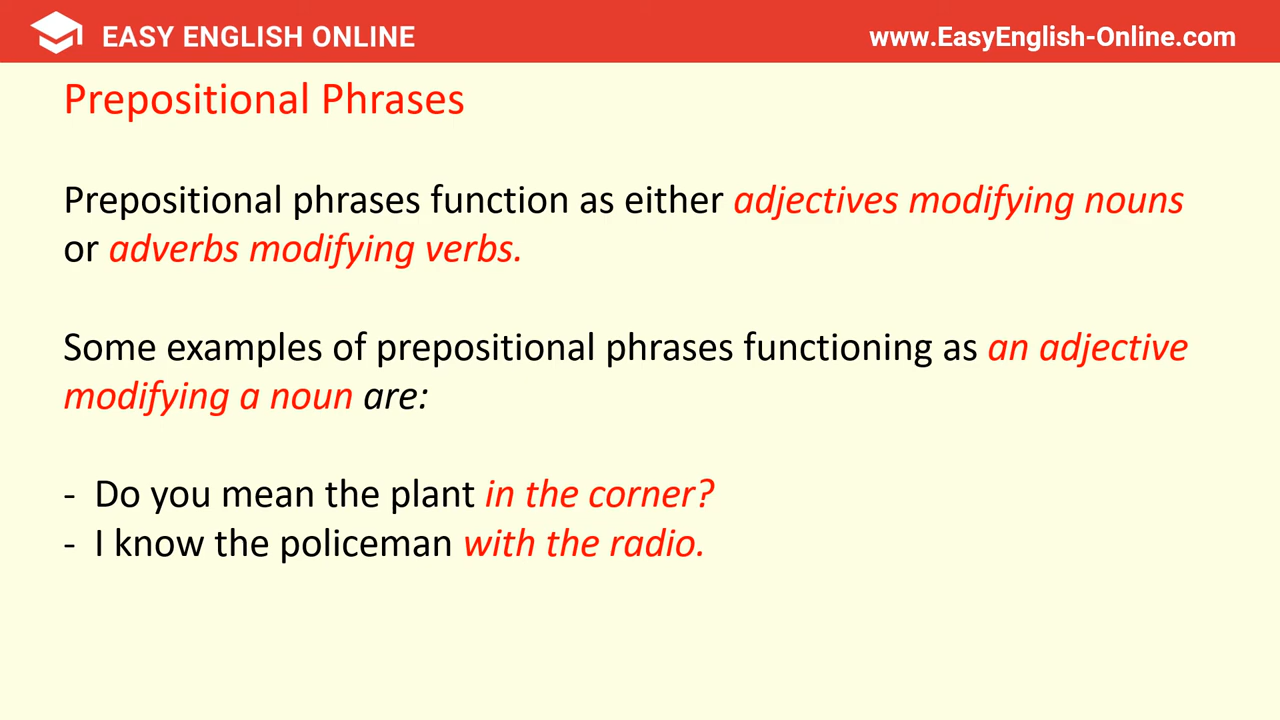 EASY ENGLISH ONLINE
www.EasyEnglish-Online.com
Prepositional Phrases
Prepositional phrases function as either adjectives modifying nouns
or adverbs modifying verbs.
Some examples of prepositional phrases functioning as an adjective
modifying a noun are:
- Do you mean the plant in the corner?
- I know the policeman with the radio.